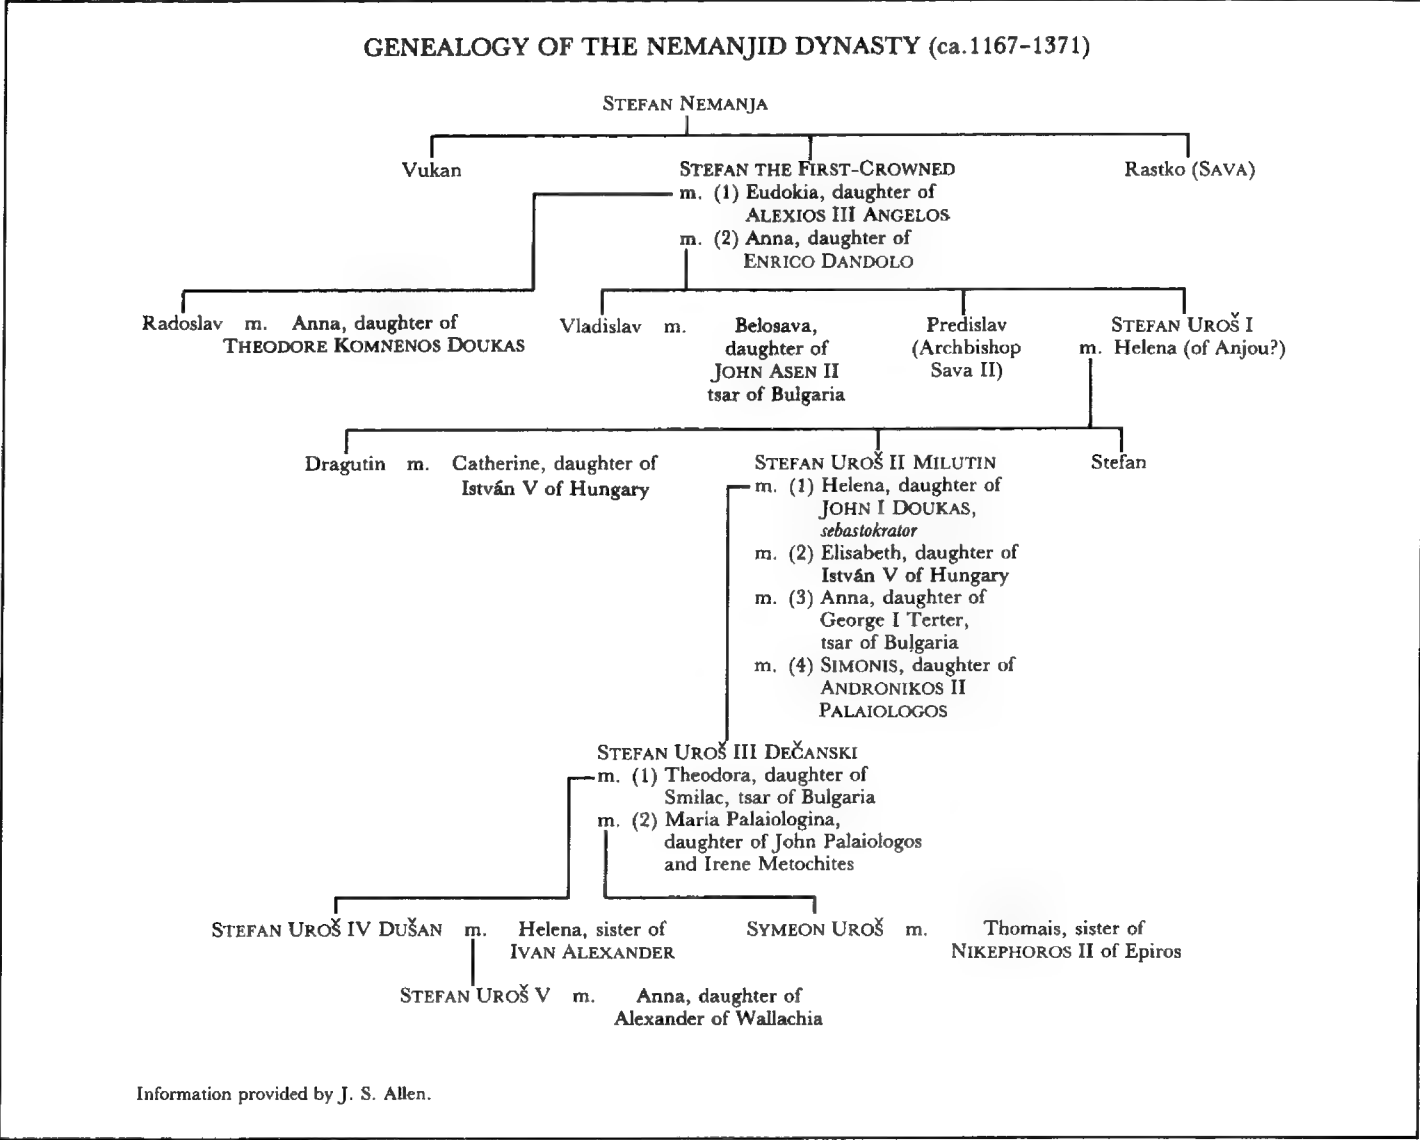 GENEALOGY OF THE NEMANJID DYNASTY (ca.1167–1371)
STEFAN NEMANJA
Vukan
STEFAN THE FIRST-CROWNED
m. (1) Eudokia, daughter of
ALEXIOS III ANGELOS
m. (2) Anna, daughter of
ENRICO DANDOLO
Rastko (SAVA)
Radoslav m. Anna, daughter of
THEODORE KOMNENOS DOUKAS
Vladislav m. Belosava,
daughter of
JOHN ASEN II
tsar of Bulgaria
Predislav
(Archbishop
Sava II)
STEFAN UROŠ I
m. Helena (of Anjou?)
Dragutin m. Catherine, daughter of
István V of Hungary
STEFAN UROŠ II MILUTIN
m. (1) Helena, daughter of
JOHN I DOUKAS,
sebastokrator
m. (2) Elisabeth, daughter of
István V of Hungary
m. (3) Anna, daughter of
George I Terter,
tsar of Bulgaria
m. (4) SIMONIS, daughter of
ANDRONIKOS II
PALAIOLOGOS
Stefan
STEFAN UROŠ III DEČANSKI
m. (1) Theodora, daughter of
Smilac, tsar of Bulgaria
m. (2) Maria Palaiologina,
daughter of John Palaiologos
and Irene Metochites
STEFAN UROŠ IV DUŠAN m. Helena, sister of
IVAN ALEXANDER
SYMEON UROŠ m. Thomais, sister of
NIKEPHOROS II of Epiros
STEFAN UROŠ V m. Anna, daughter of
Alexander of Wallachia
Information provided by J. S. Allen.